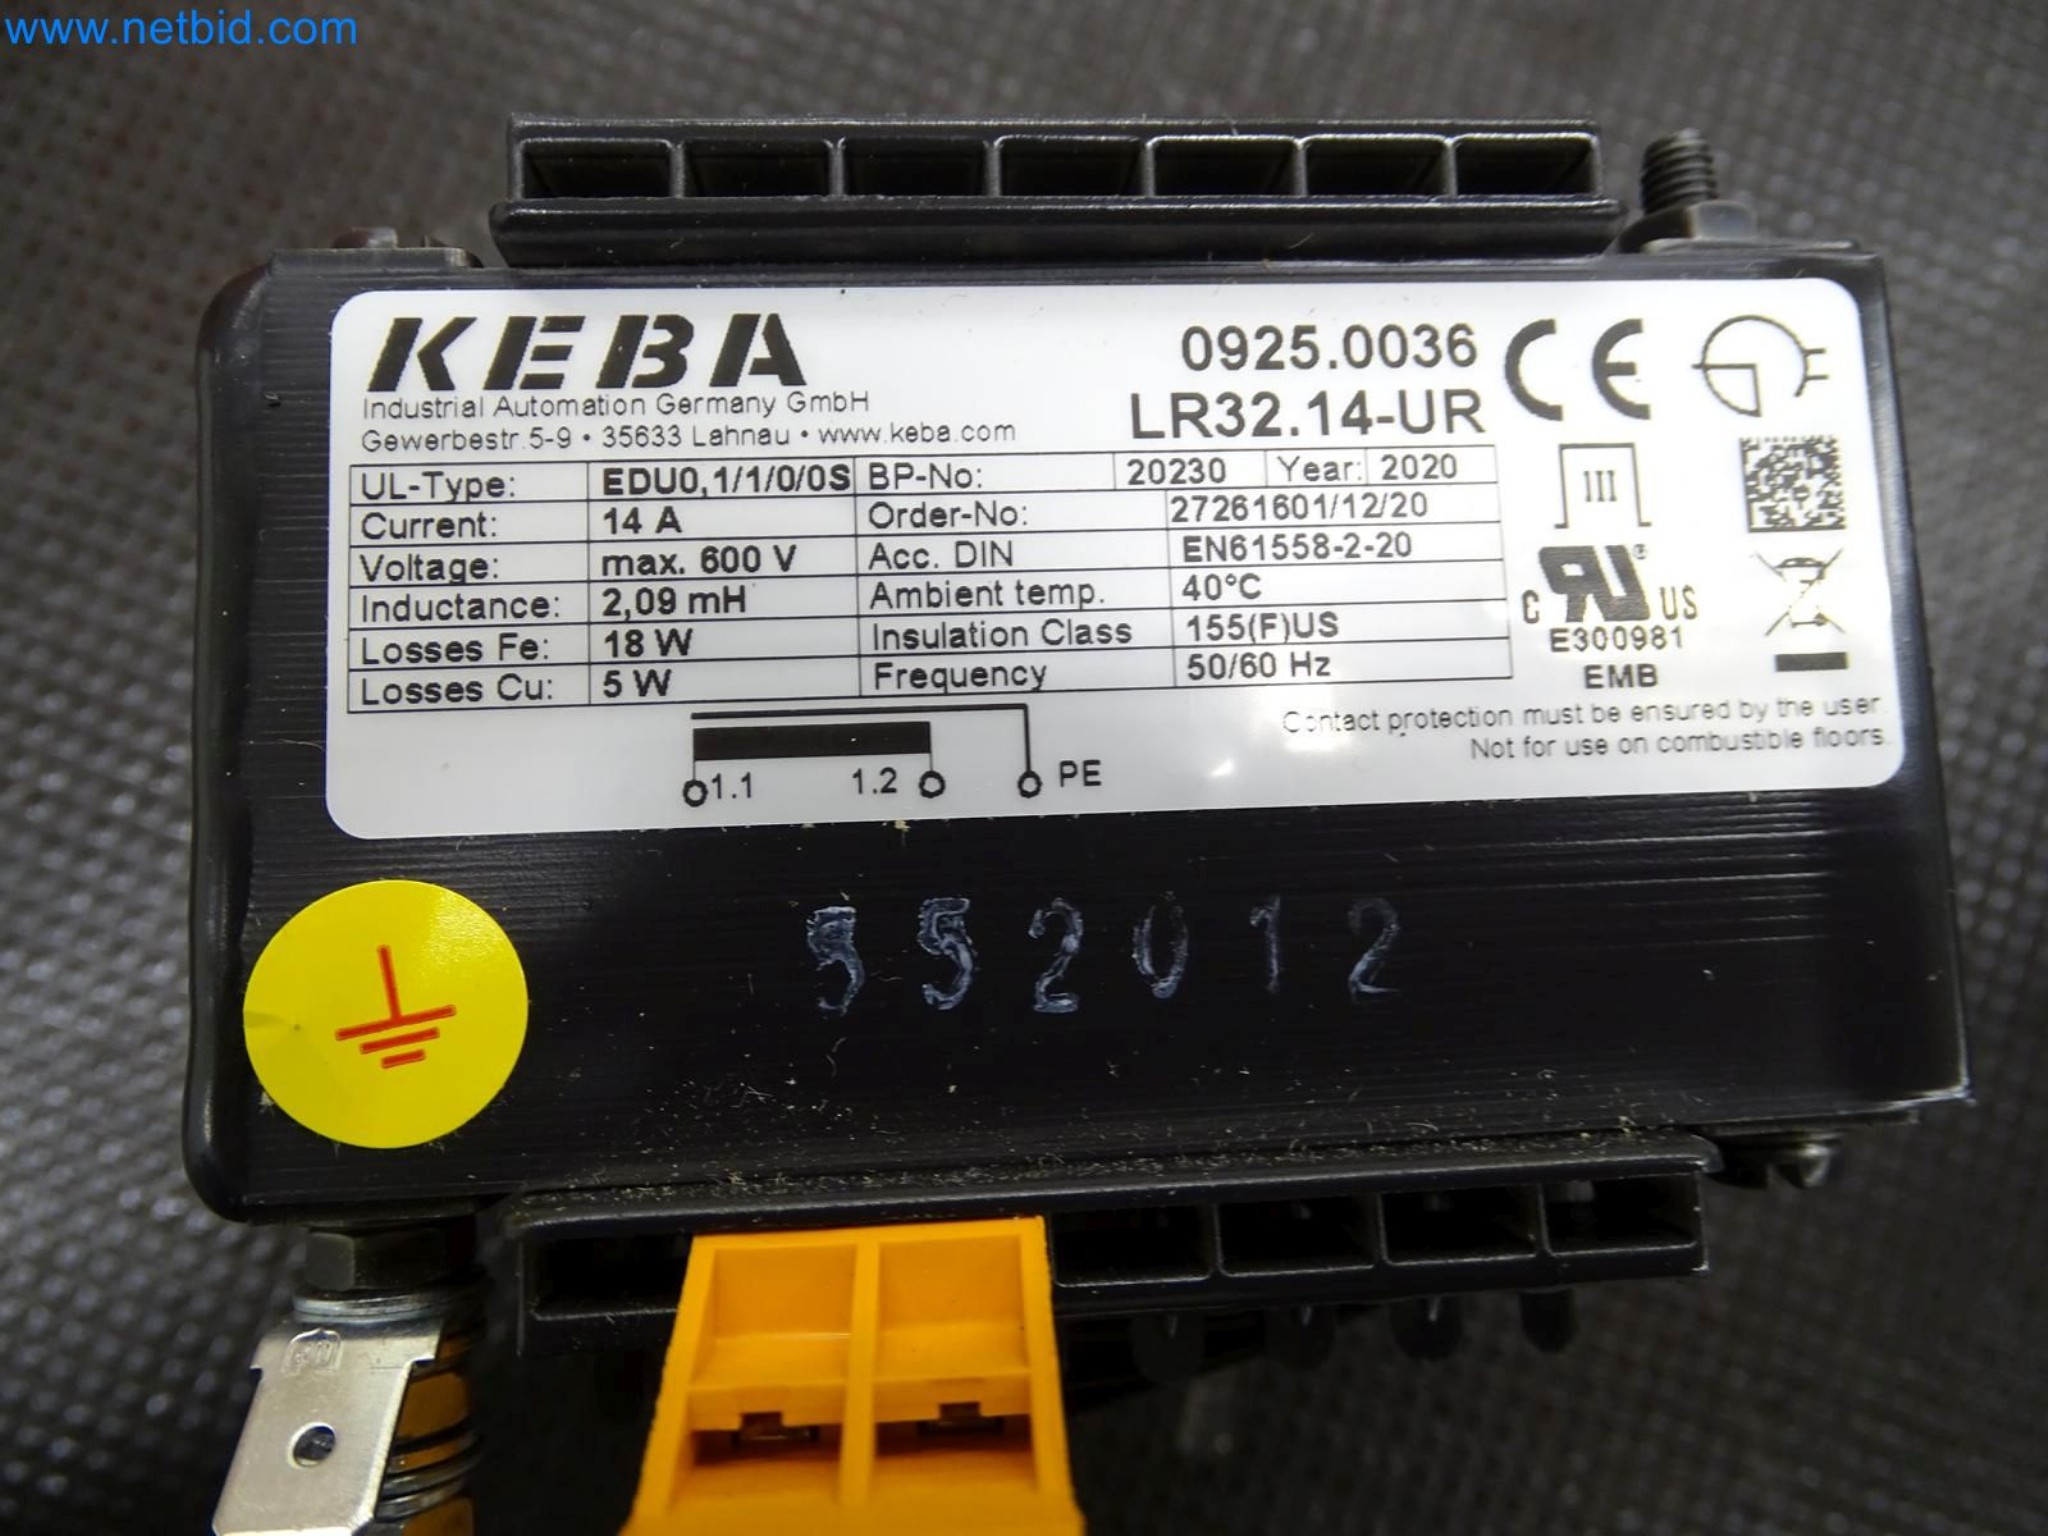 www.netbid.com
KEBA
Industrial Automation Germany GmbH
Gewerbestr.5-9 • 35633 Lahnau • www.keba.com
0925.0036
LR32.14-UR
CE
UL-Type: EDU0,1/1/0/0S BP-No: 20230 Year: 2020
Current: 14 A Order-No: 27261601/12/20
Voltage: max. 600 V Acc. DIN EN61558-2-20
Inductance: 2,09 mH Ambient temp. 40°C
Losses Fe: 18 W Insulation Class 155(F)US
Losses Cu: 5 W Frequency 50/60 Hz
III
C RU® US
E300981
EMB
1.1 1.2 PE
Contact protection must be ensured by the user.
Not for use on combustible floors.
552012